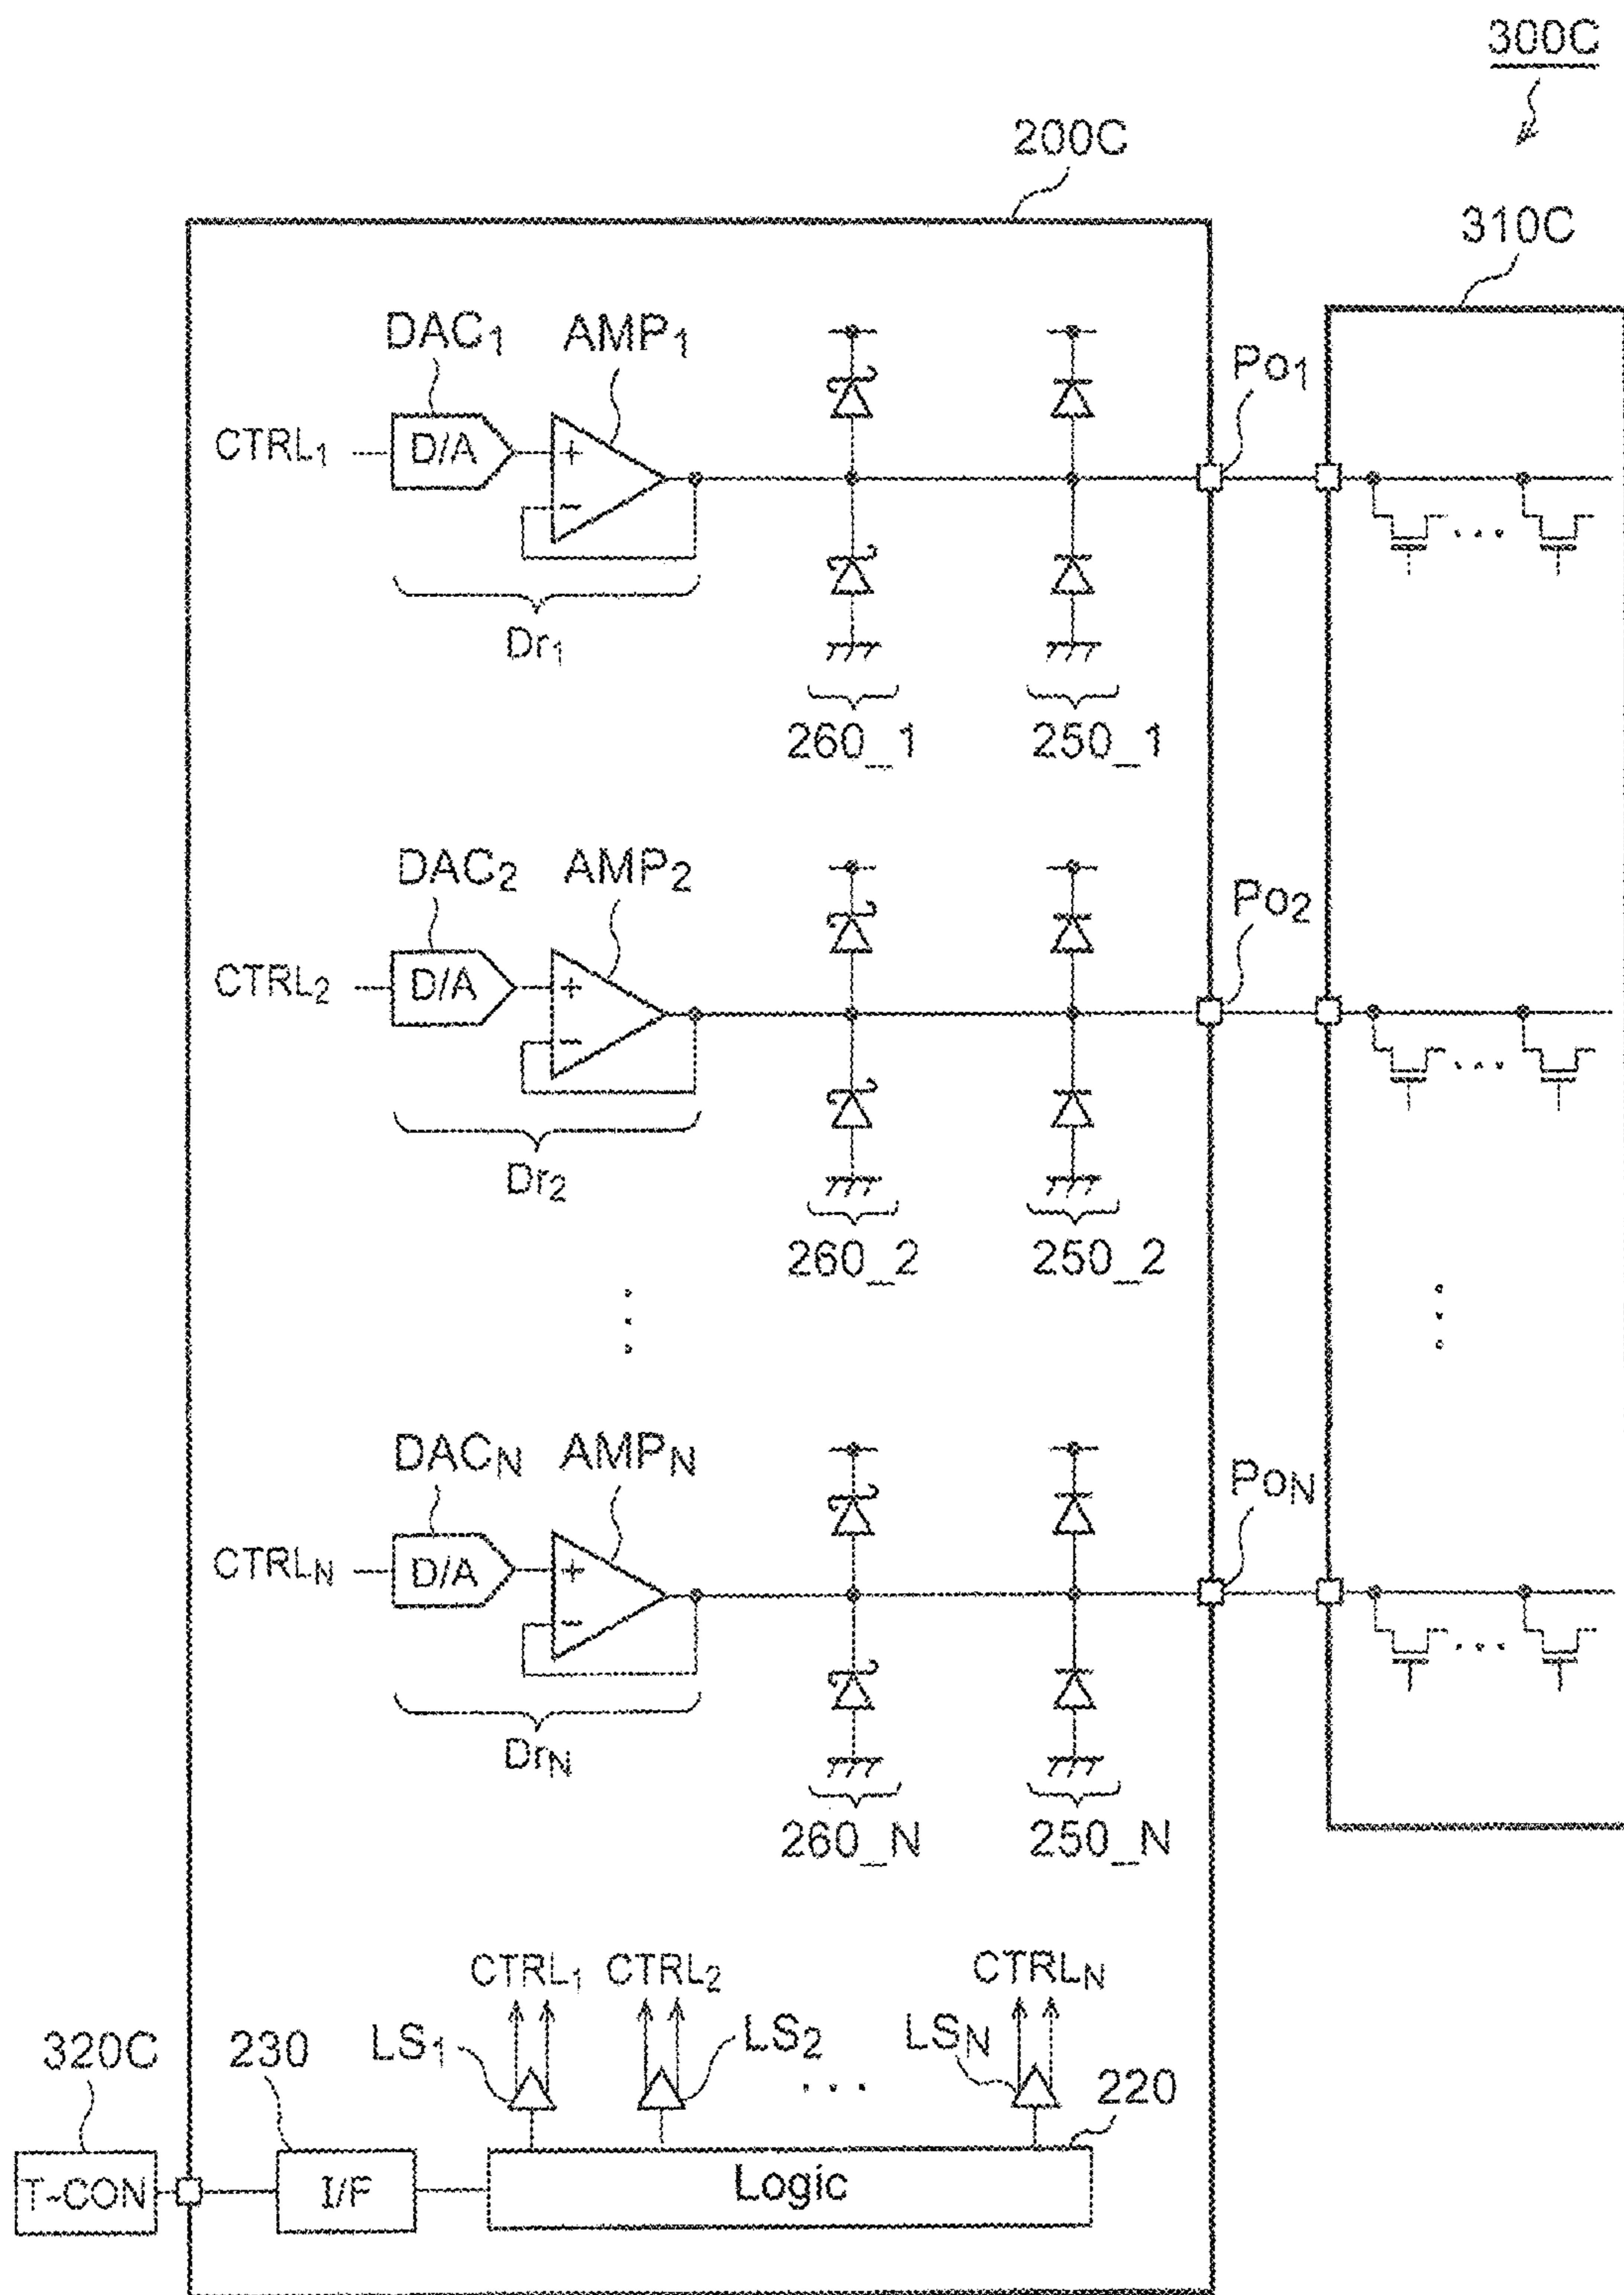 300C
200C
310C
DAC1 AMP1
Po1
CTRL1 D/A + −
Dr1
260_1 250_1
DAC2 AMP2
Po2
CTRL2 D/A + −
Dr2
260_2 250_2
DACN AMPN
PoN
CTRLN D/A + −
DrN
260_N 250_N
CTRL1 CTRL2 CTRLN
320C 230 LS1 LS2 ... LSN 220
T-CON I/F Logic